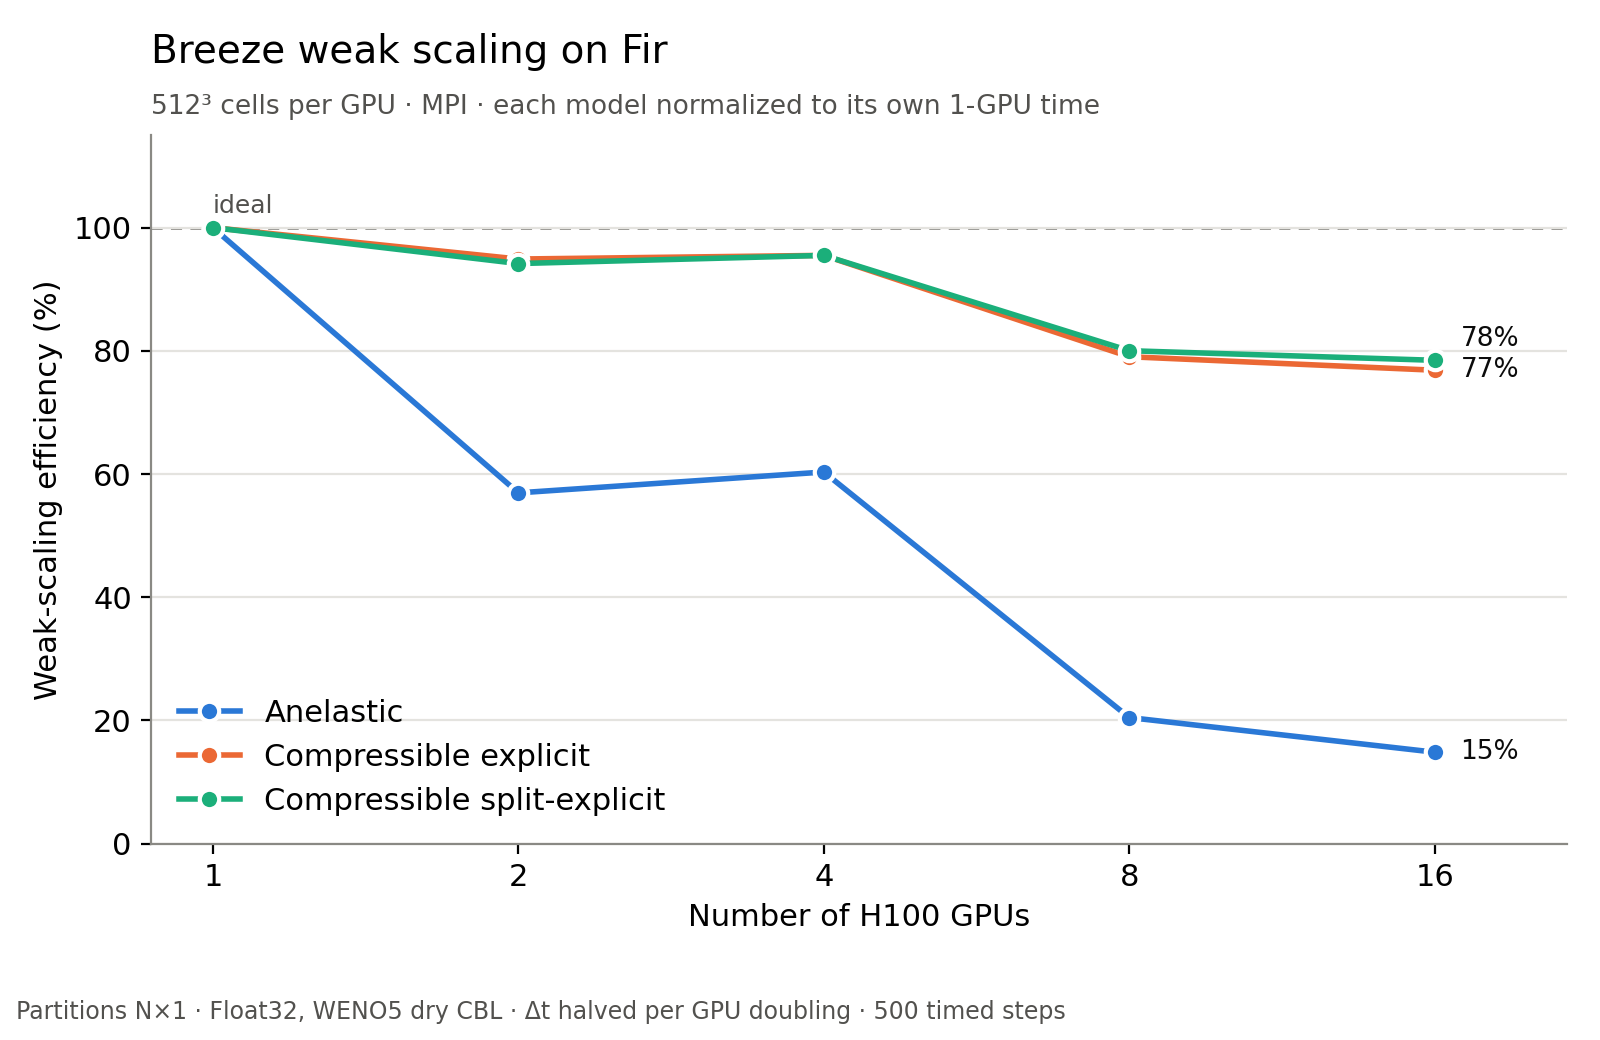 Breeze weak scaling on Fir
512³ cells per GPU · MPI · each model normalized to its own 1-GPU time
ideal
100
80
60
40
20
0
Weak-scaling efficiency (%)
78%
77%
15%
Anelastic
Compressible explicit
Compressible split-explicit
1 2 4 8 16
Number of H100 GPUs
Partitions N×1 · Float32, WENO5 dry CBL · Δt halved per GPU doubling · 500 timed steps